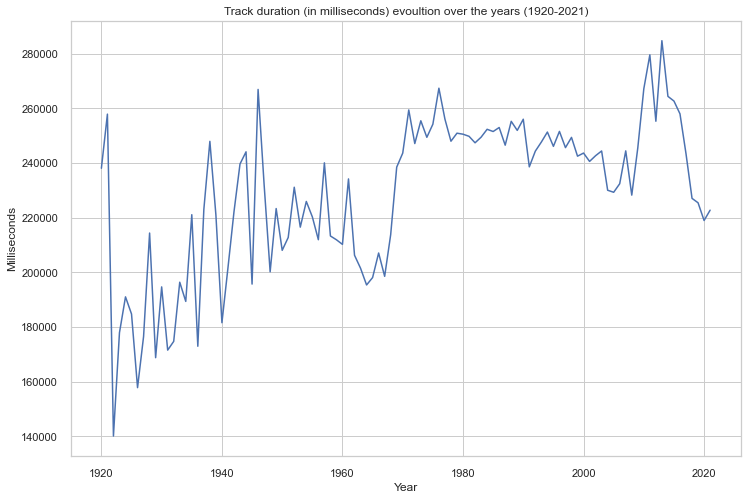 Track duration (in milliseconds) evoultion over the years (1920-2021)
280000
260000
240000
220000
200000
180000
160000
140000
Milliseconds
1920 1940 1960 1980 2000 2020
Year